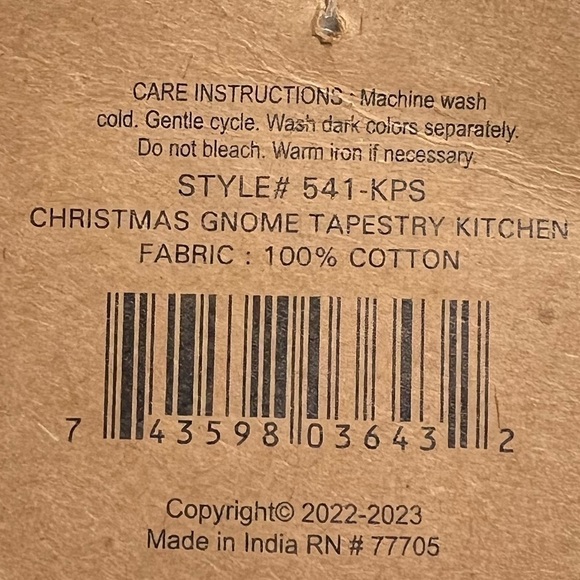 CARE INSTRUCTIONS : Machine wash
cold. Gentle cycle. Wash dark colors separately.
Do not bleach. Warm iron if necessary.
STYLE# 541-KPS
CHRISTMAS GNOME TAPESTRY KITCHEN
FABRIC : 100% COTTON
7 43598 03643 2
Copyright© 2022-2023
Made in India RN # 77705